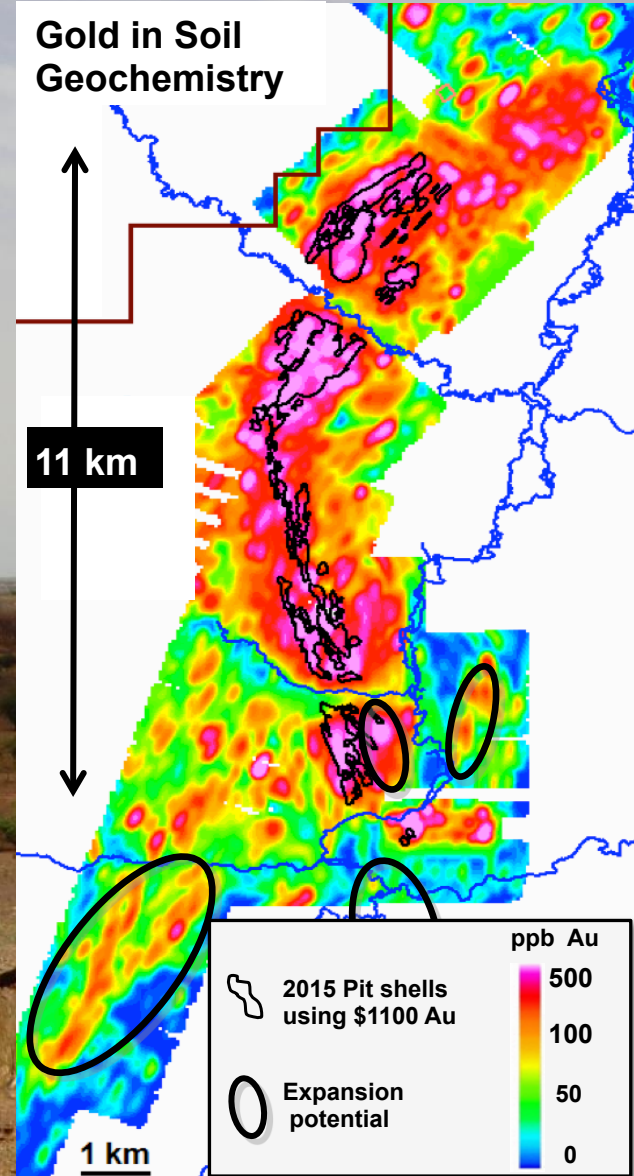 Gold in Soil
Geochemistry
11 km
ppb Au
500
2015 Pit shells
using $1100 Au
100
50
Expansion
potential
0
1 km